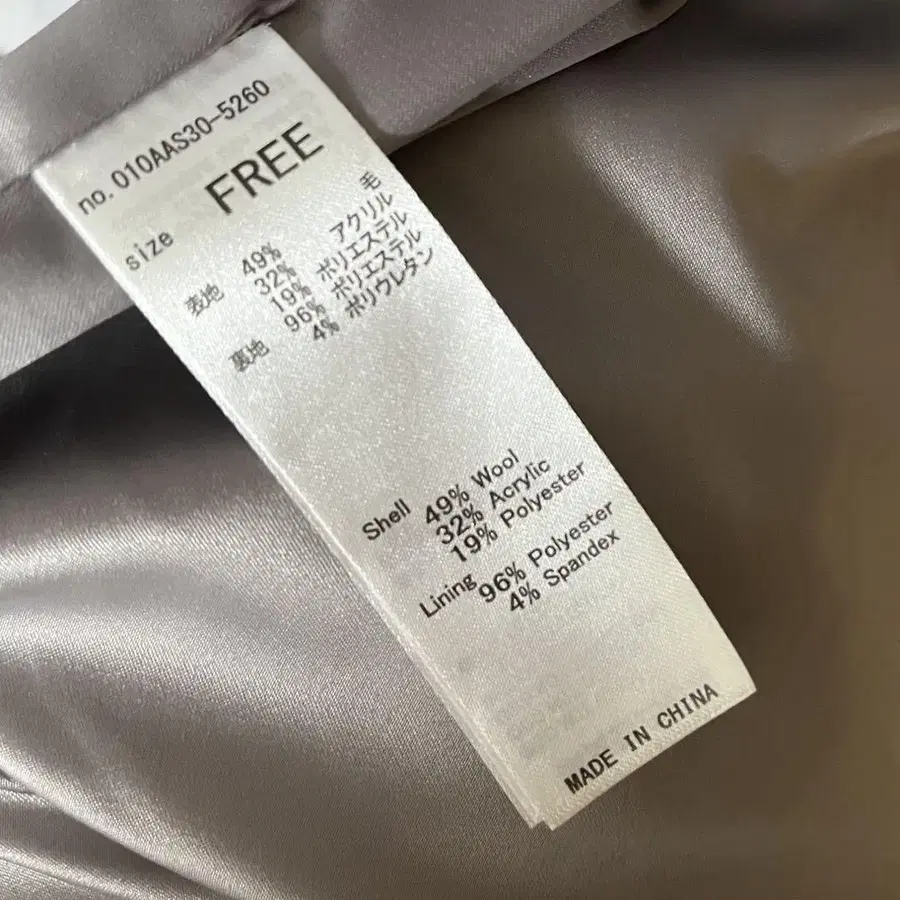 no. 010AAS30-5260
size FREE
表地 49% 毛
32% アクリル
19% ポリエステル
裏地 96% ポリエステル
4% ポリウレタン
Shell 49% Wool
32% Acrylic
19% Polyester
Lining 96% Polyester
4% Spandex
MADE IN CHINA